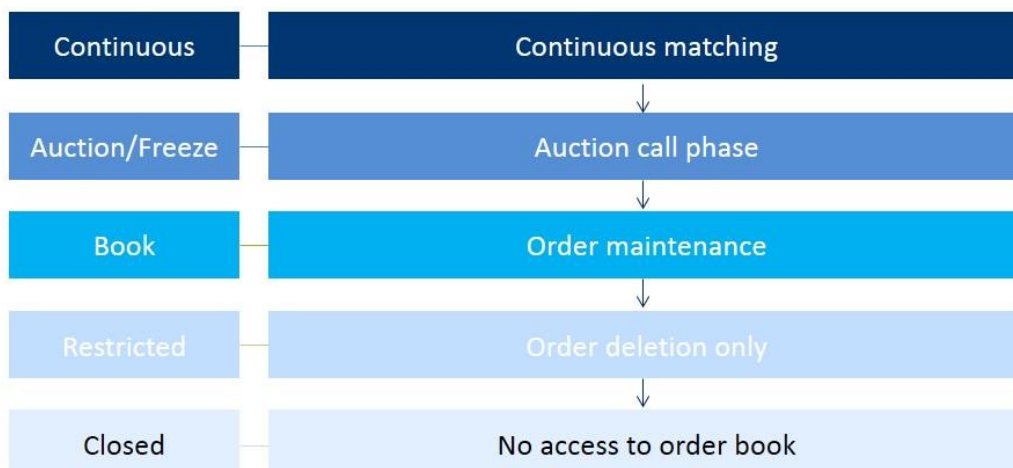 Continuous
Continuous matching
Auction/Freeze
Auction call phase
Book
Order maintenance
Restricted
Order deletion only
Closed
No access to order book